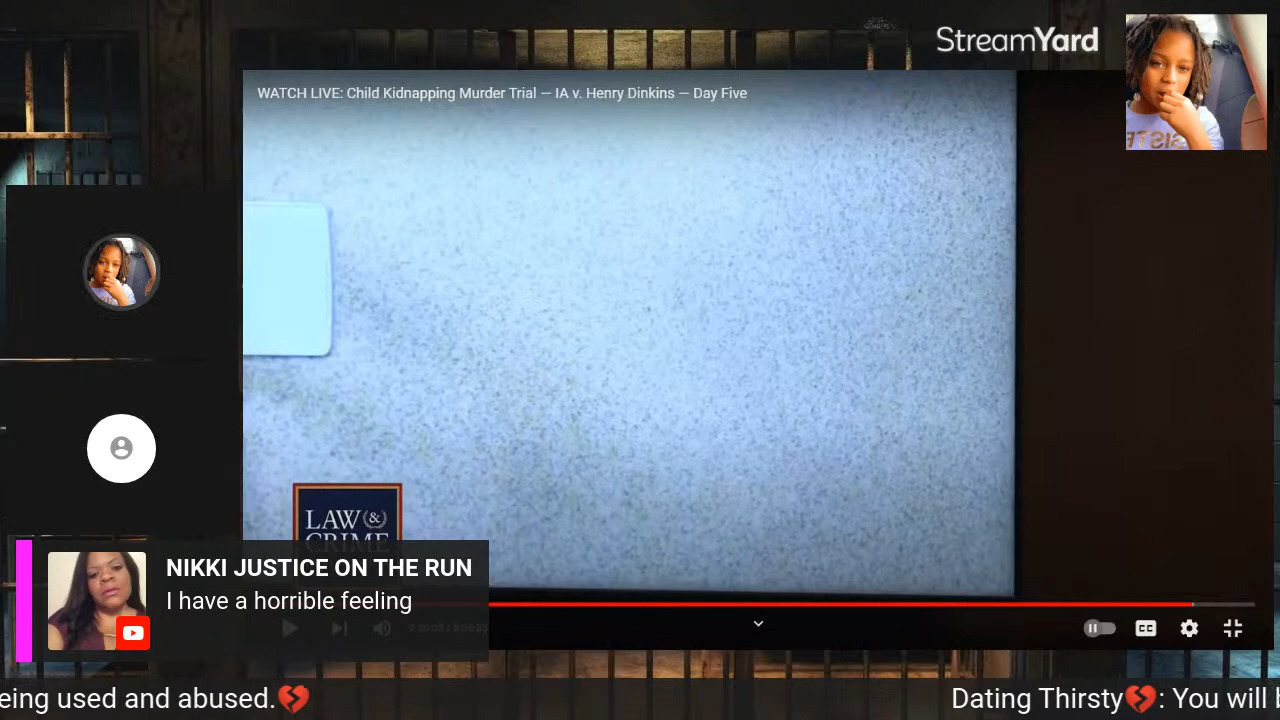 StreamYard
WATCH LIVE: Child Kidnapping Murder Trial — IA v. Henry Dinkins — Day Five
LAW &
CRIME
NIKKI JUSTICE ON THE RUN
I have a horrible feeling
CC
eing used and abused.💔
Dating Thirsty💔: You will b